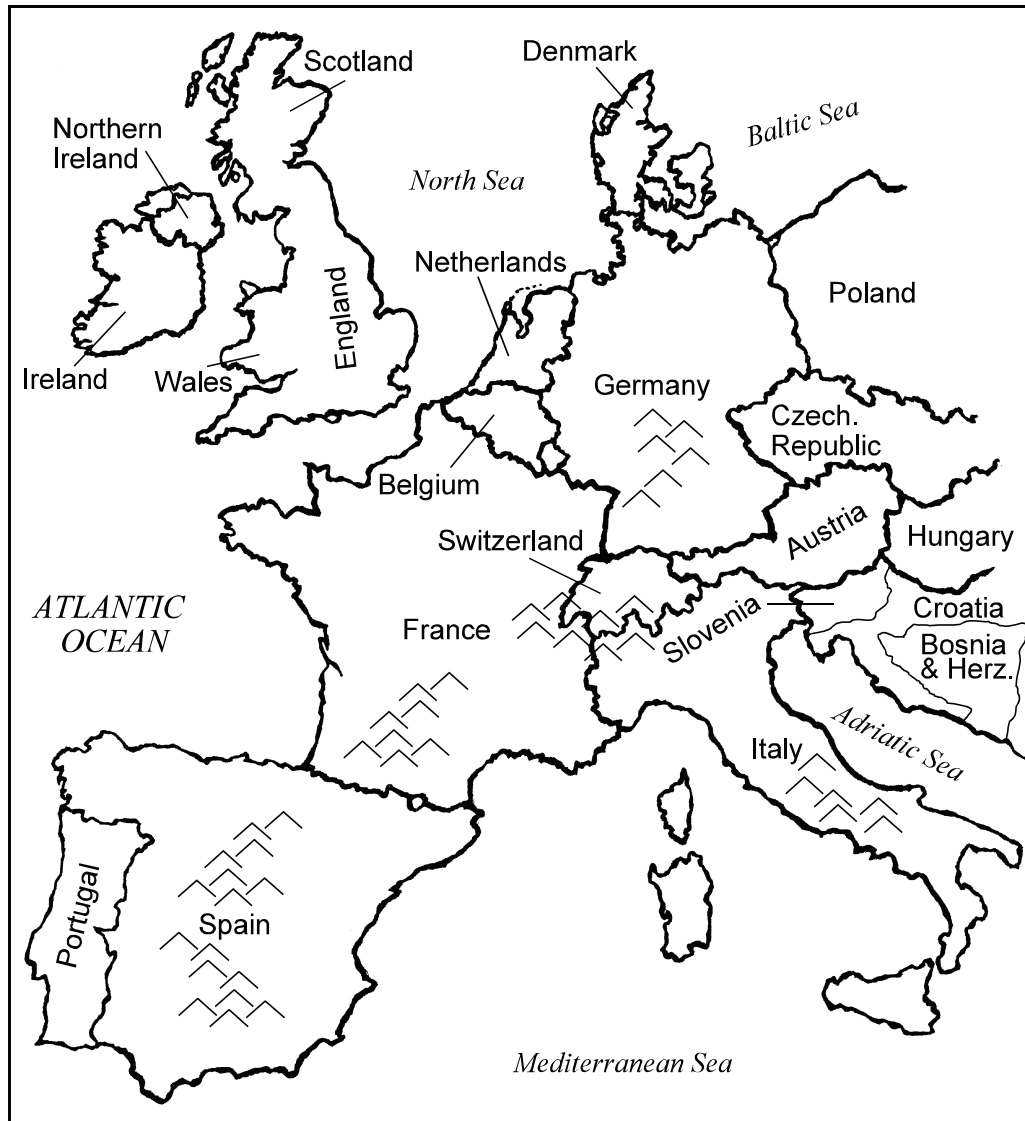 Denmark
Scotland
Baltic Sea
Northern
Ireland
North Sea
Netherlands
England
Poland
Ireland
Wales
Germany
Czech.
Republic
Belgium
Austria
Switzerland
Hungary
ATLANTIC
OCEAN
France
Slovenia
Croatia
Bosnia
& Herz.
Adriatic Sea
Italy
Portugal
Spain
Mediterranean Sea